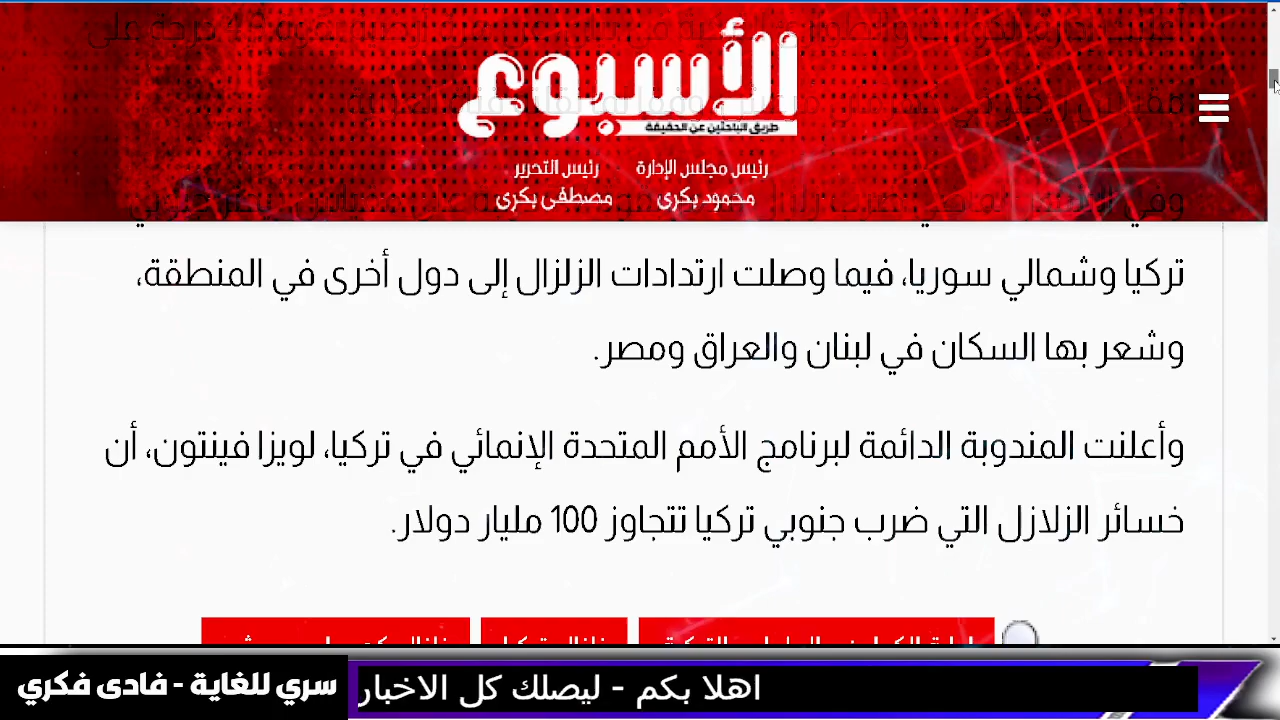 الأسبوع
طريق الباحثين عن الحقيقة
رئيس مجلس الإدارة
رئيس التحرير
محمود بكرى
مصطفى بكرى
تركيا وشمالي سوريا، فيما وصلت ارتدادات الزلزال إلى دول أخرى في المنطقة،
وشعر بها السكان في لبنان والعراق ومصر.
وأعلنت المندوبة الدائمة لبرنامج الأمم المتحدة الإنمائي في تركيا، لويزا فينتون، أن
خسائر الزلازل التي ضرب جنوبي تركيا تتجاوز 100 مليار دولار.
اهلا بكم - ليصلك كل الاخبار
سري للغاية - فادى فكري